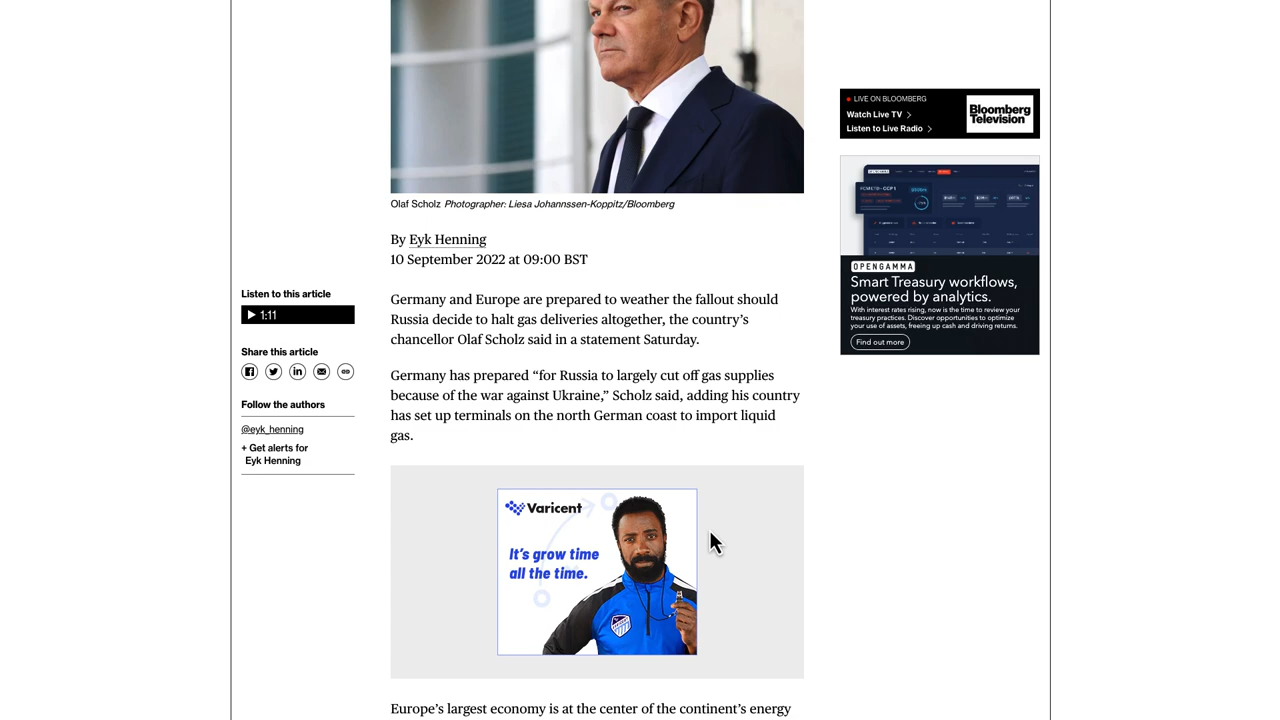 Olaf Scholz Photographer: Liesa Johannssen-Koppitz/Bloomberg
By Eyk Henning
10 September 2022 at 09:00 BST
Listen to this article
1:11
Share this article
Follow the authors
@eyk_henning
+ Get alerts for
Eyk Henning
Germany and Europe are prepared to weather the fallout should
Russia decide to halt gas deliveries altogether, the country’s
chancellor Olaf Scholz said in a statement Saturday.
Germany has prepared “for Russia to largely cut off gas supplies
because of the war against Ukraine,” Scholz said, adding his country
has set up terminals on the north German coast to import liquid
gas.
Varicent
It’s grow time
all the time.
Europe’s largest economy is at the center of the continent’s energy
LIVE ON BLOOMBERG
Watch Live TV
Listen to Live Radio
Bloomberg
Television
OPENGAMMA
Smart Treasury workflows,
powered by analytics.
With interest rates rising, now is the time to review your
treasury practices. Discover opportunities to optimize
your use of assets, freeing up cash and driving returns.
Find out more